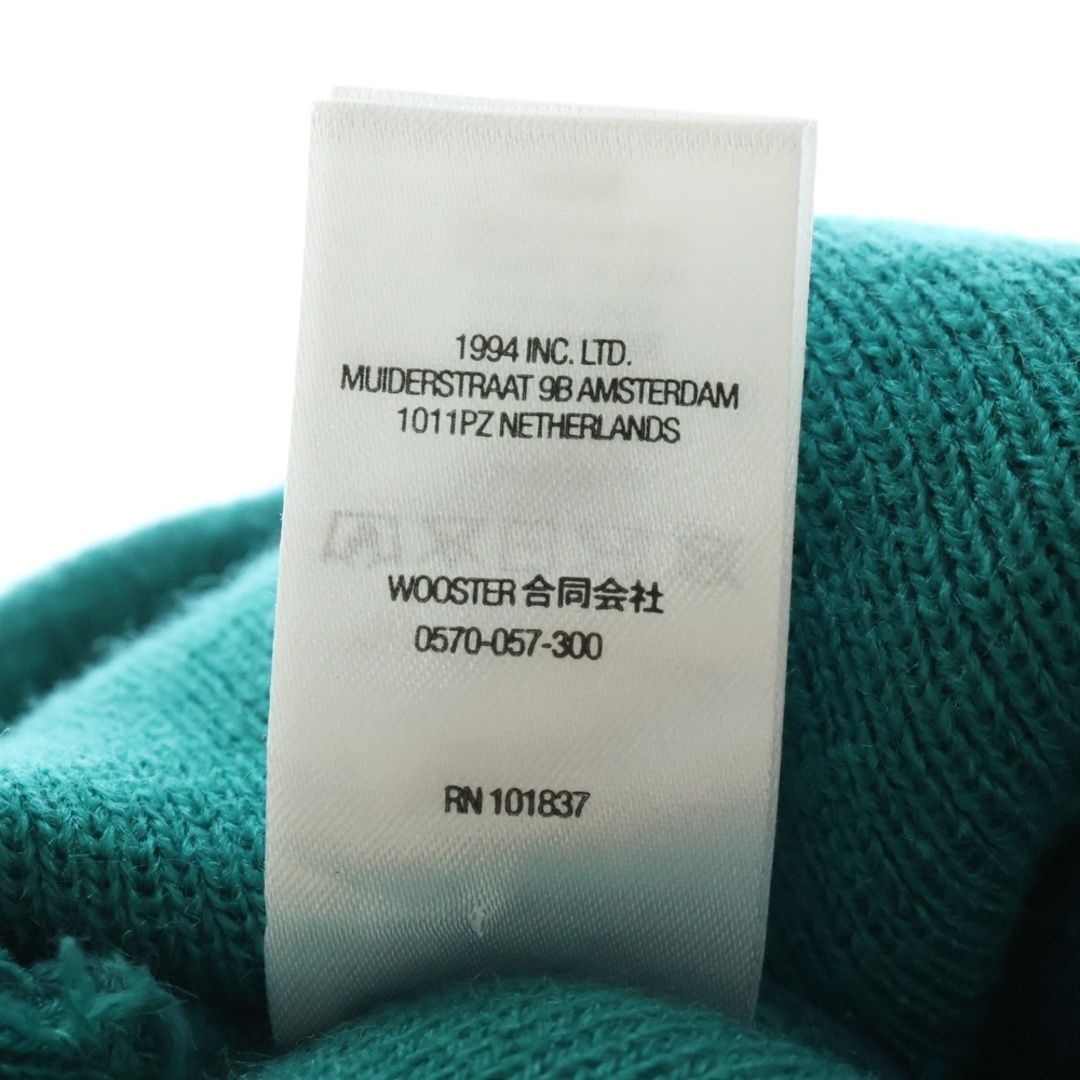 1994 INC. LTD.
MUIDERSTRAAT 9B AMSTERDAM
1011PZ NETHERLANDS
WOOSTER 合同会社
0570-057-300
RN 101837